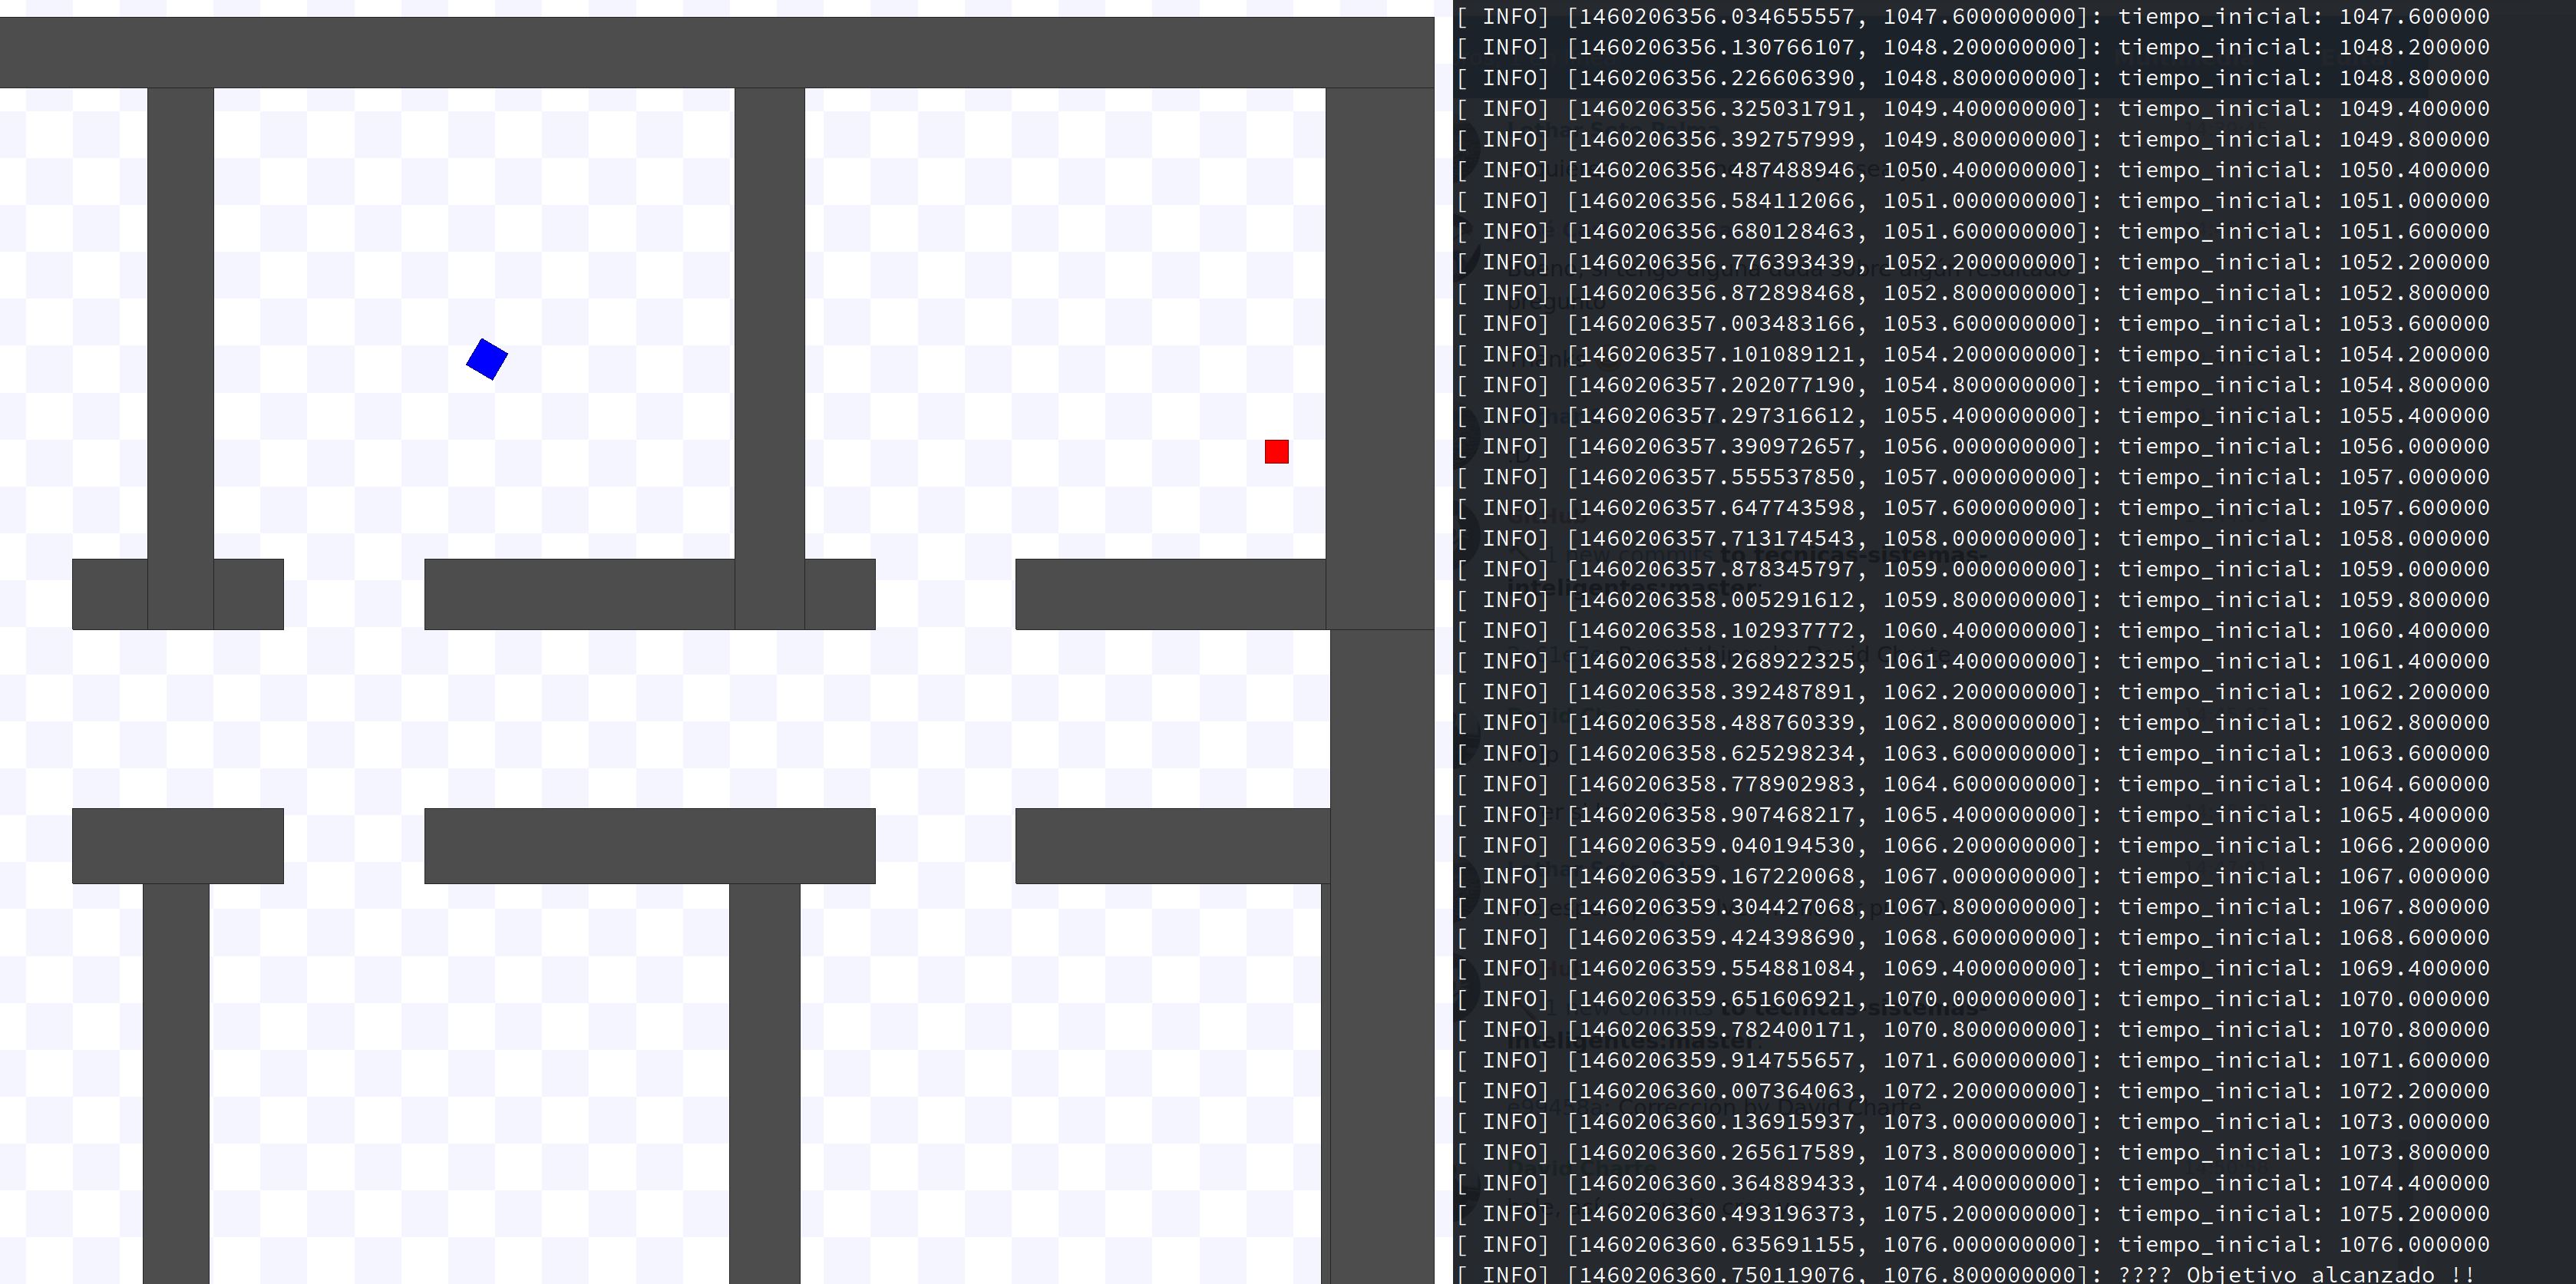 [ INFO] [1460206356.034655557, 1047.600000000]: tiempo_inicial: 1047.600000
[ INFO] [1460206356.130766107, 1048.200000000]: tiempo_inicial: 1048.200000
[ INFO] [1460206356.226606390, 1048.800000000]: tiempo_inicial: 1048.800000
[ INFO] [1460206356.325031791, 1049.400000000]: tiempo_inicial: 1049.400000
[ INFO] [1460206356.392757999, 1049.800000000]: tiempo_inicial: 1049.800000
[ INFO] [1460206356.487488946, 1050.400000000]: tiempo_inicial: 1050.400000
[ INFO] [1460206356.584112066, 1051.000000000]: tiempo_inicial: 1051.000000
[ INFO] [1460206356.680128463, 1051.600000000]: tiempo_inicial: 1051.600000
[ INFO] [1460206356.776393439, 1052.200000000]: tiempo_inicial: 1052.200000
[ INFO] [1460206356.872898468, 1052.800000000]: tiempo_inicial: 1052.800000
[ INFO] [1460206357.003483166, 1053.600000000]: tiempo_inicial: 1053.600000
[ INFO] [1460206357.101089121, 1054.200000000]: tiempo_inicial: 1054.200000
[ INFO] [1460206357.202077190, 1054.800000000]: tiempo_inicial: 1054.800000
[ INFO] [1460206357.297316612, 1055.400000000]: tiempo_inicial: 1055.400000
[ INFO] [1460206357.390972657, 1056.000000000]: tiempo_inicial: 1056.000000
[ INFO] [1460206357.555537850, 1057.000000000]: tiempo_inicial: 1057.000000
[ INFO] [1460206357.647743598, 1057.600000000]: tiempo_inicial: 1057.600000
[ INFO] [1460206357.713174543, 1058.000000000]: tiempo_inicial: 1058.000000
[ INFO] [1460206357.878345797, 1059.000000000]: tiempo_inicial: 1059.000000
[ INFO] [1460206358.005291612, 1059.800000000]: tiempo_inicial: 1059.800000
[ INFO] [1460206358.102937772, 1060.400000000]: tiempo_inicial: 1060.400000
[ INFO] [1460206358.268922325, 1061.400000000]: tiempo_inicial: 1061.400000
[ INFO] [1460206358.392487891, 1062.200000000]: tiempo_inicial: 1062.200000
[ INFO] [1460206358.488760339, 1062.800000000]: tiempo_inicial: 1062.800000
[ INFO] [1460206358.625298234, 1063.600000000]: tiempo_inicial: 1063.600000
[ INFO] [1460206358.778902983, 1064.600000000]: tiempo_inicial: 1064.600000
[ INFO] [1460206358.907468217, 1065.400000000]: tiempo_inicial: 1065.400000
[ INFO] [1460206359.040194530, 1066.200000000]: tiempo_inicial: 1066.200000
[ INFO] [1460206359.167220068, 1067.000000000]: tiempo_inicial: 1067.000000
[ INFO] [1460206359.304427068, 1067.800000000]: tiempo_inicial: 1067.800000
[ INFO] [1460206359.424398690, 1068.600000000]: tiempo_inicial: 1068.600000
[ INFO] [1460206359.554881084, 1069.400000000]: tiempo_inicial: 1069.400000
[ INFO] [1460206359.651606921, 1070.000000000]: tiempo_inicial: 1070.000000
[ INFO] [1460206359.782400171, 1070.800000000]: tiempo_inicial: 1070.800000
[ INFO] [1460206359.914755657, 1071.600000000]: tiempo_inicial: 1071.600000
[ INFO] [1460206360.007364063, 1072.200000000]: tiempo_inicial: 1072.200000
[ INFO] [1460206360.136915937, 1073.000000000]: tiempo_inicial: 1073.000000
[ INFO] [1460206360.265617589, 1073.800000000]: tiempo_inicial: 1073.800000
[ INFO] [1460206360.364889433, 1074.400000000]: tiempo_inicial: 1074.400000
[ INFO] [1460206360.493196373, 1075.200000000]: tiempo_inicial: 1075.200000
[ INFO] [1460206360.635691155, 1076.000000000]: tiempo_inicial: 1076.000000
[ INFO] [1460206360.750119076, 1076.800000000]: ???? Objetivo alcanzado !!